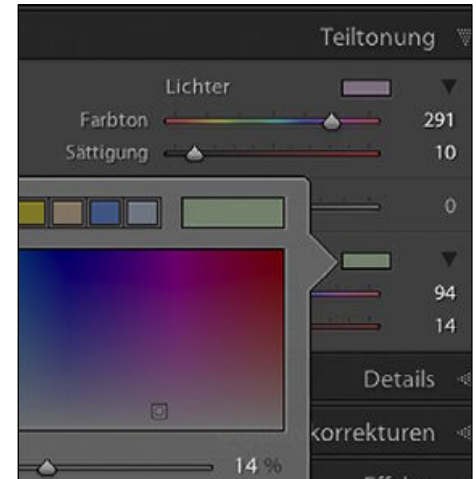 Teiltonung
Lichter
Farbton 291
Sättigung 10
0
94
14
Details
korrekturen
14 %